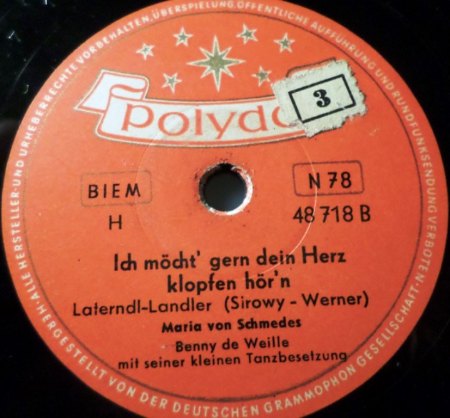 ALLE HERSTELLER- UND URHEBERRECHTE VORBEHALTEN. ÜBERSPIELUNG, ÖFFENTLICHE AUFFÜHRUNG UND RUNDFUNKSENDUNG VERBOTEN·
polydo
3
BIEM
N 78
H
48 718 B
Ich möcht' gern dein Herz
klopfen hör'n
Laterndl-Landler (Sirowy - Werner)
Maria von Schmedes
Benny de Weille
mit seiner kleinen Tanzbesetzung
HERGESTELLT VON DER DEUTSCHEN GRAMMOPHON GESELLSCHAFT·